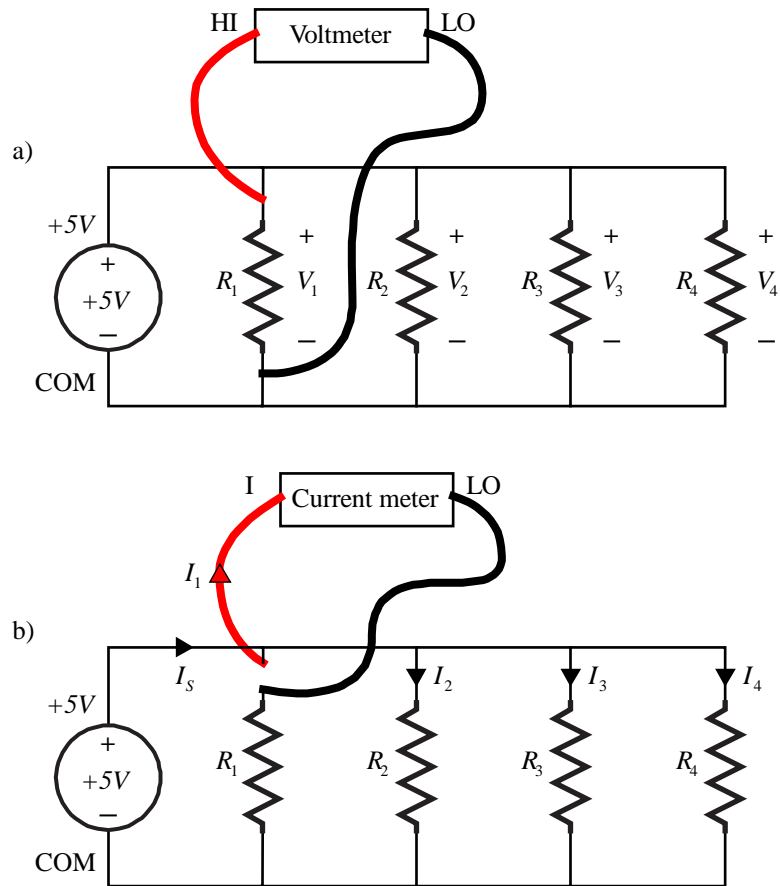 HI Voltmeter LO
a)
+5V + + + +
+
+5V R1 V1 R2 V2 R3 V3 R4 V4
–
– – – –
COM
I Current meter LO
I1
b)
IS I2 I3 I4
+5V
+
+5V R1 R2 R3 R4
–
COM